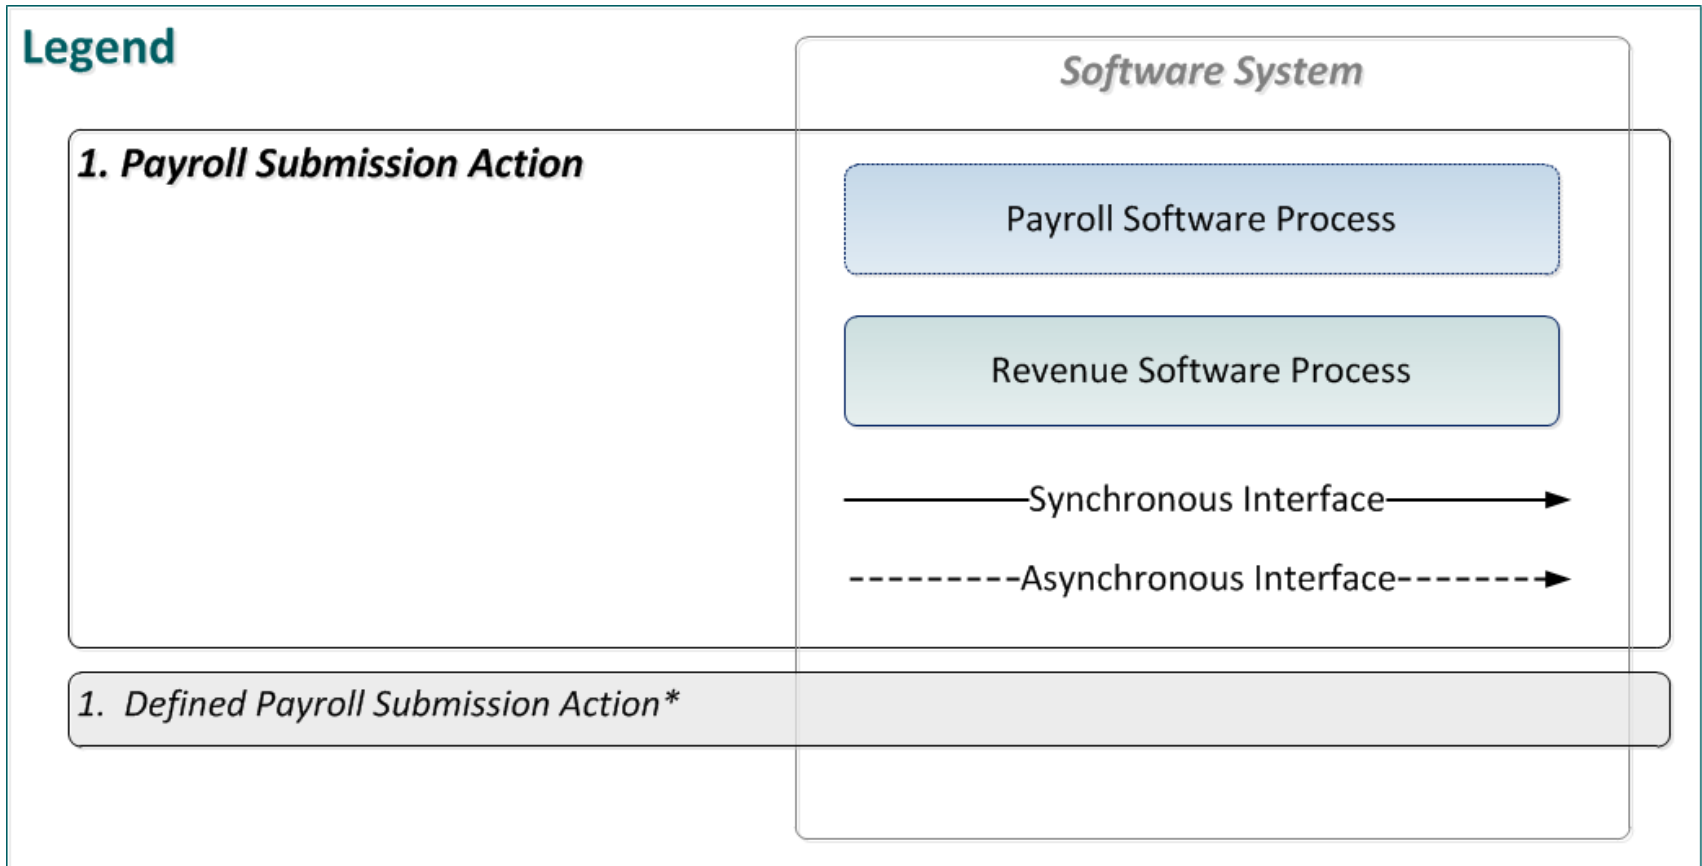 Legend
Software System
1. Payroll Submission Action
Payroll Software Process
Revenue Software Process
Synchronous Interface
Asynchronous Interface
1. Defined Payroll Submission Action*